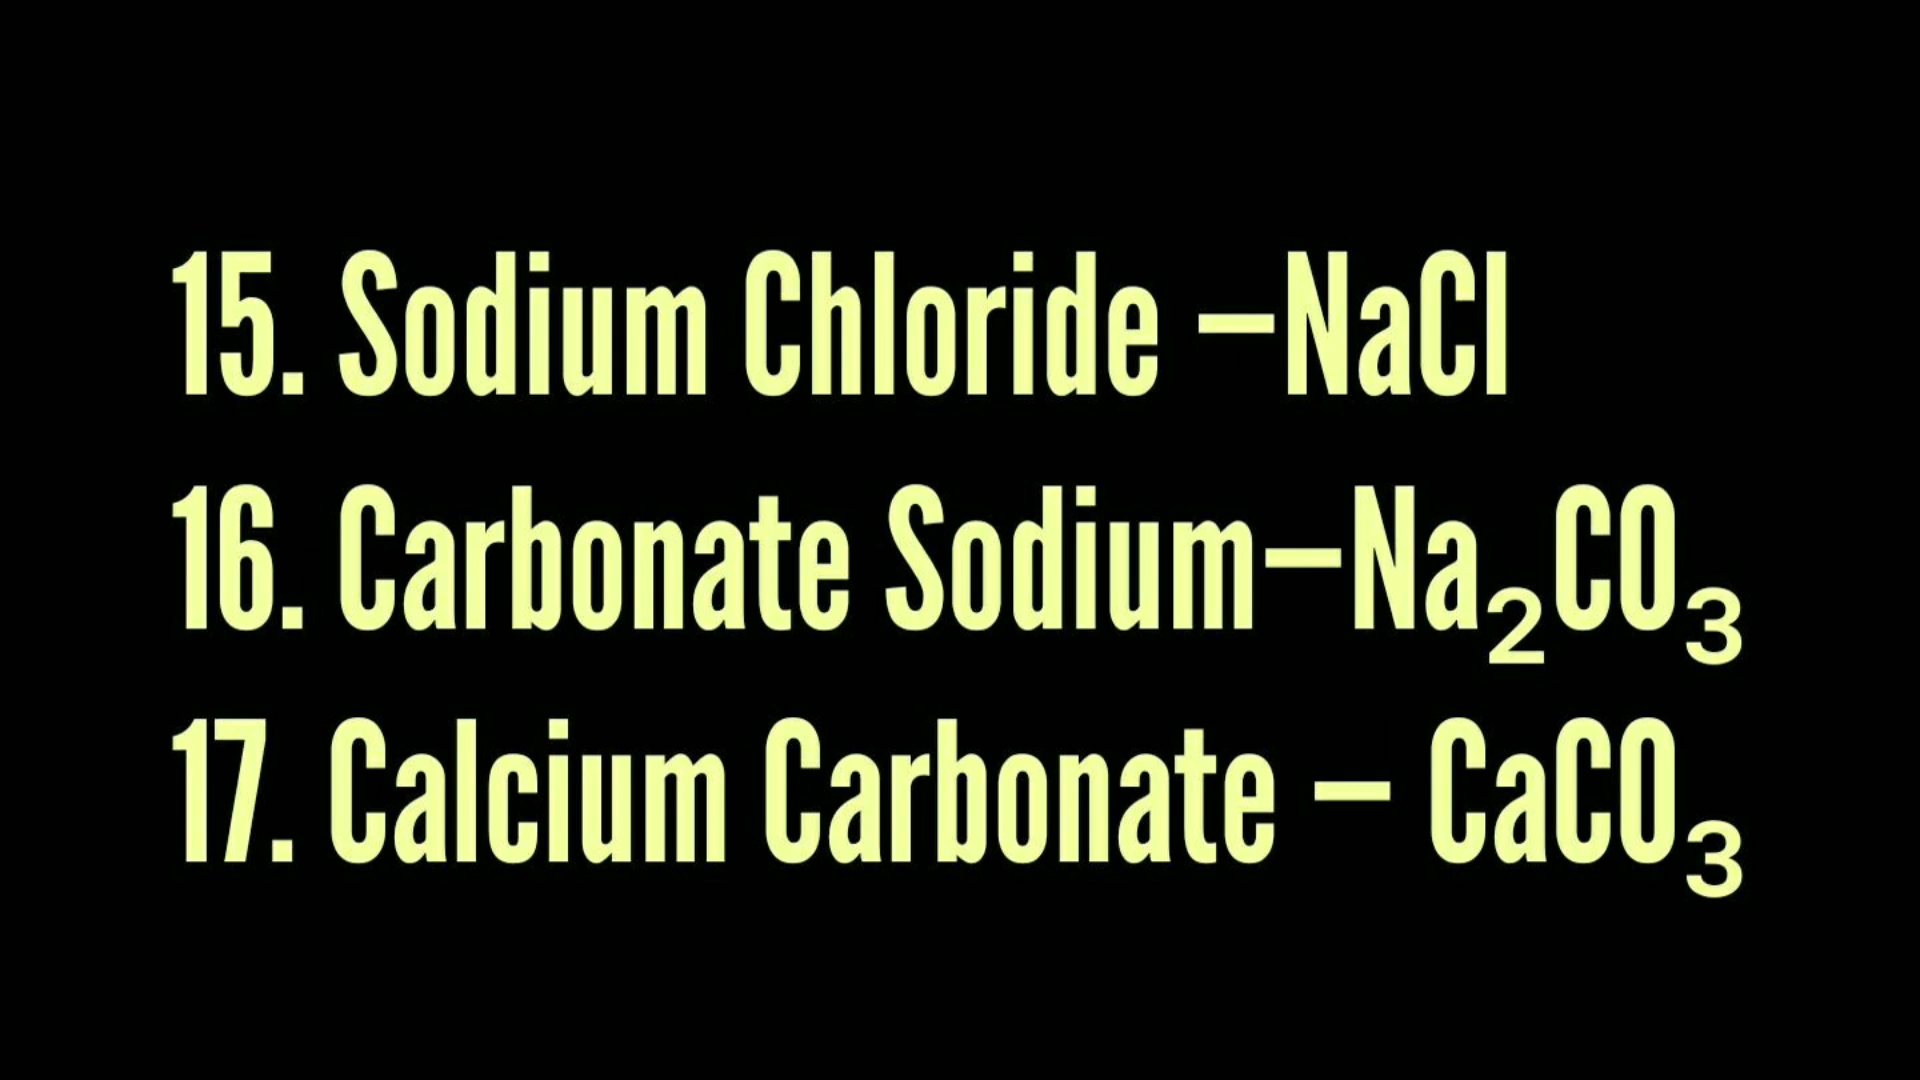 15. Sodium Chloride –NaCl
16. Carbonate Sodium–Na₂CO₃
17. Calcium Carbonate – CaCO₃